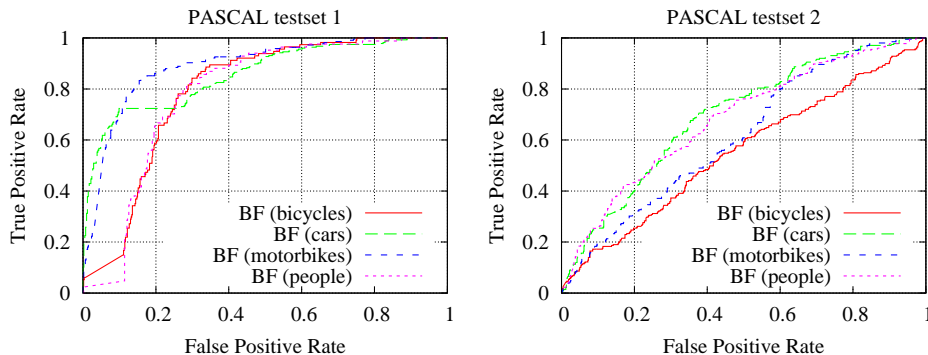 PASCAL testset 1
True Positive Rate
1
0.8
0.6
0.4
0.2
0
BF (bicycles)
BF (cars)
BF (motorbikes)
BF (people)
0
0.2
0.4
0.6
0.8
1
False Positive Rate
PASCAL testset 2
True Positive Rate
1
0.8
0.6
0.4
0.2
0
BF (bicycles)
BF (cars)
BF (motorbikes)
BF (people)
0
0.2
0.4
0.6
0.8
1
False Positive Rate